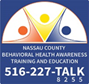 NASSAU COUNTY
BEHAVIORAL HEALTH AWARENESS
TRAINING AND EDUCATION
516-227-TALK
8255